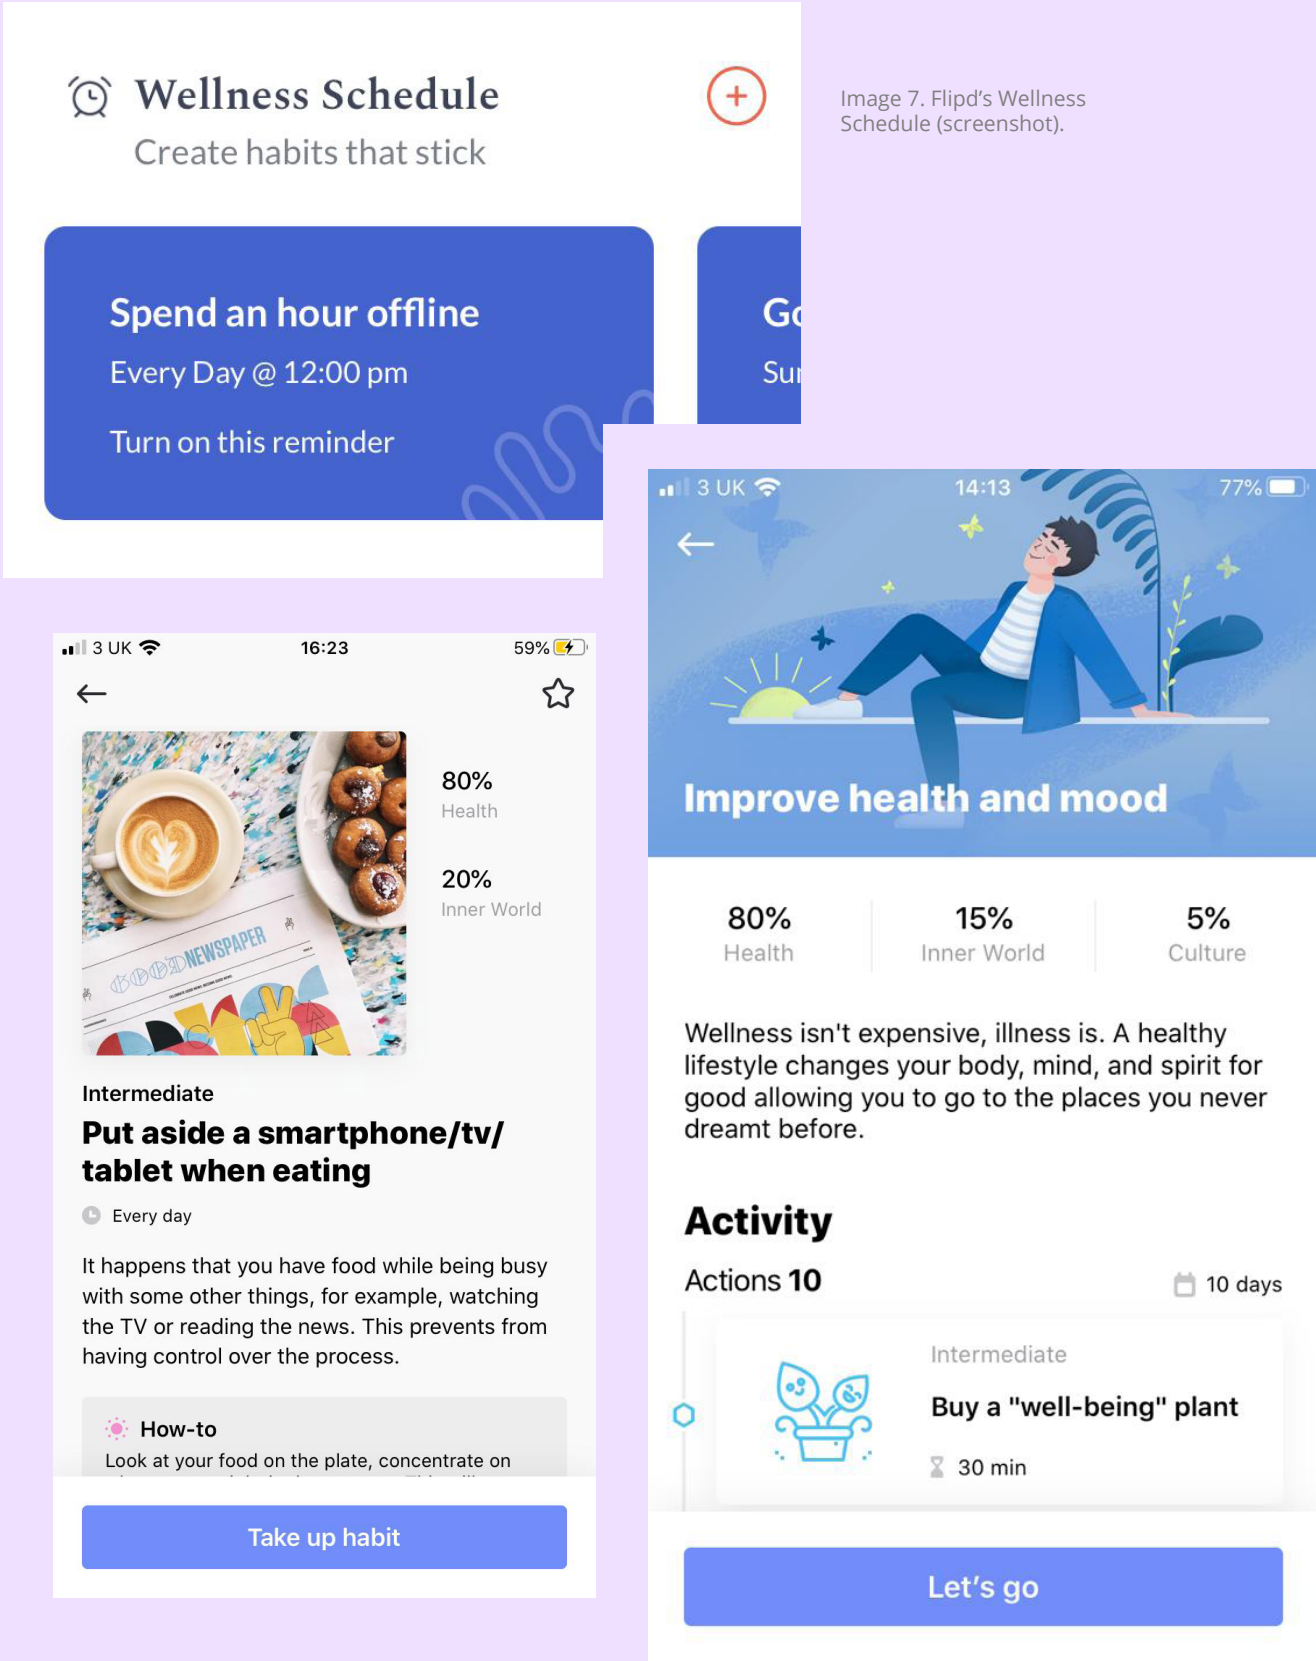 Wellness Schedule
Create habits that stick
Image 7. Flipd's Wellness
Schedule (screenshot).
Spend an hour offline
Every Day @ 12:00 pm
Turn on this reminder
3 UK
16:23
59%
80%
Health
20%
Inner World
GOOD NEWSPAPER
Intermediate
Put aside a smartphone/tv/
tablet when eating
Every day
It happens that you have food while being busy
with some other things, for example, watching
the TV or reading the news. This prevents from
having control over the process.
How-to
Look at your food on the plate, concentrate on
Take up habit
3 UK
14:13
77%
Improve health and mood
80%
15%
5%
Health
Inner World
Culture
Wellness isn't expensive, illness is. A healthy
lifestyle changes your body, mind, and spirit for
good allowing you to go to the places you never
dreamt before.
Activity
Actions 10
10 days
Intermediate
Buy a "well-being" plant
30 min
Let's go